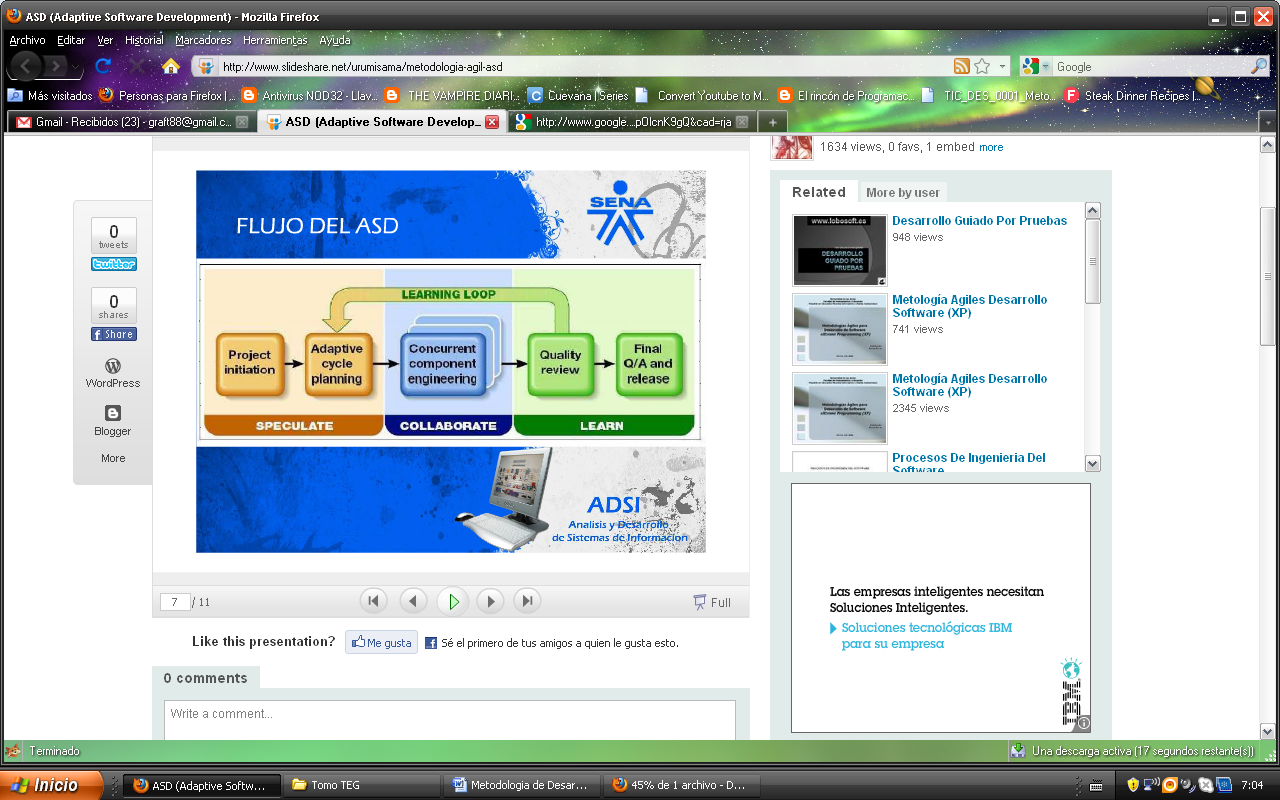 ASD (Adaptive Software Development) - Mozilla Firefox
Archivo Editar Ver Historial Marcadores Herramientas Ayuda
http://www.slideshare.net/urumisama/metodologia-agil-asd
Google
Más visitados Personas para Firefox | ... Antivirus NOD32 - Llav... THE VAMPIRE DIARI... Cuevana | Series Convert Youtube to M... El rincón de Programac... TIC_DES_0001_Meto... Steak Dinner Recipes |...
Gmail - Recibidos (23) - graft88@gmail.c... ASD (Adaptive Software Develop... http://www.google....pOIcnK9gQ&cad=rja
1634 views, 0 favs, 1 embed more
0
tweets
twitter
0
shares
f Share
WordPress
Blogger
More
FLUJO DEL ASD
SENA
LEARNING LOOP
Project
initiation
Adaptive
cycle
planning
Concurrent
component
engineering
Quality
review
Final
Q/A and
release
SPECULATE
COLLABORATE
LEARN
ADSI
Analisis y Desarrollo
de Sistemas de Informacion
7 / 11
Full
Like this presentation? Me gusta Sé el primero de tus amigos a quien le gusta esto.
0 comments
Write a comment...
Related More by user
www.lobosoft.es
DESARROLLO
GUIADO POR
PRUEBAS
Desarrollo Guiado Por Pruebas
948 views
Metología Agiles Desarrollo
Software (XP)
741 views
Metología Agiles Desarrollo
Software (XP)
2345 views
Procesos De Ingenieria Del
Software
Las empresas inteligentes necesitan
Soluciones Inteligentes.
Soluciones tecnológicas IBM
para su empresa
IBM
Terminado
Una descarga activa (17 segundos restante(s))
Inicio
ASD (Adaptive Softw...
Tomo TEG
Metodologia de Desar...
45% de 1 archivo - D...
7:04